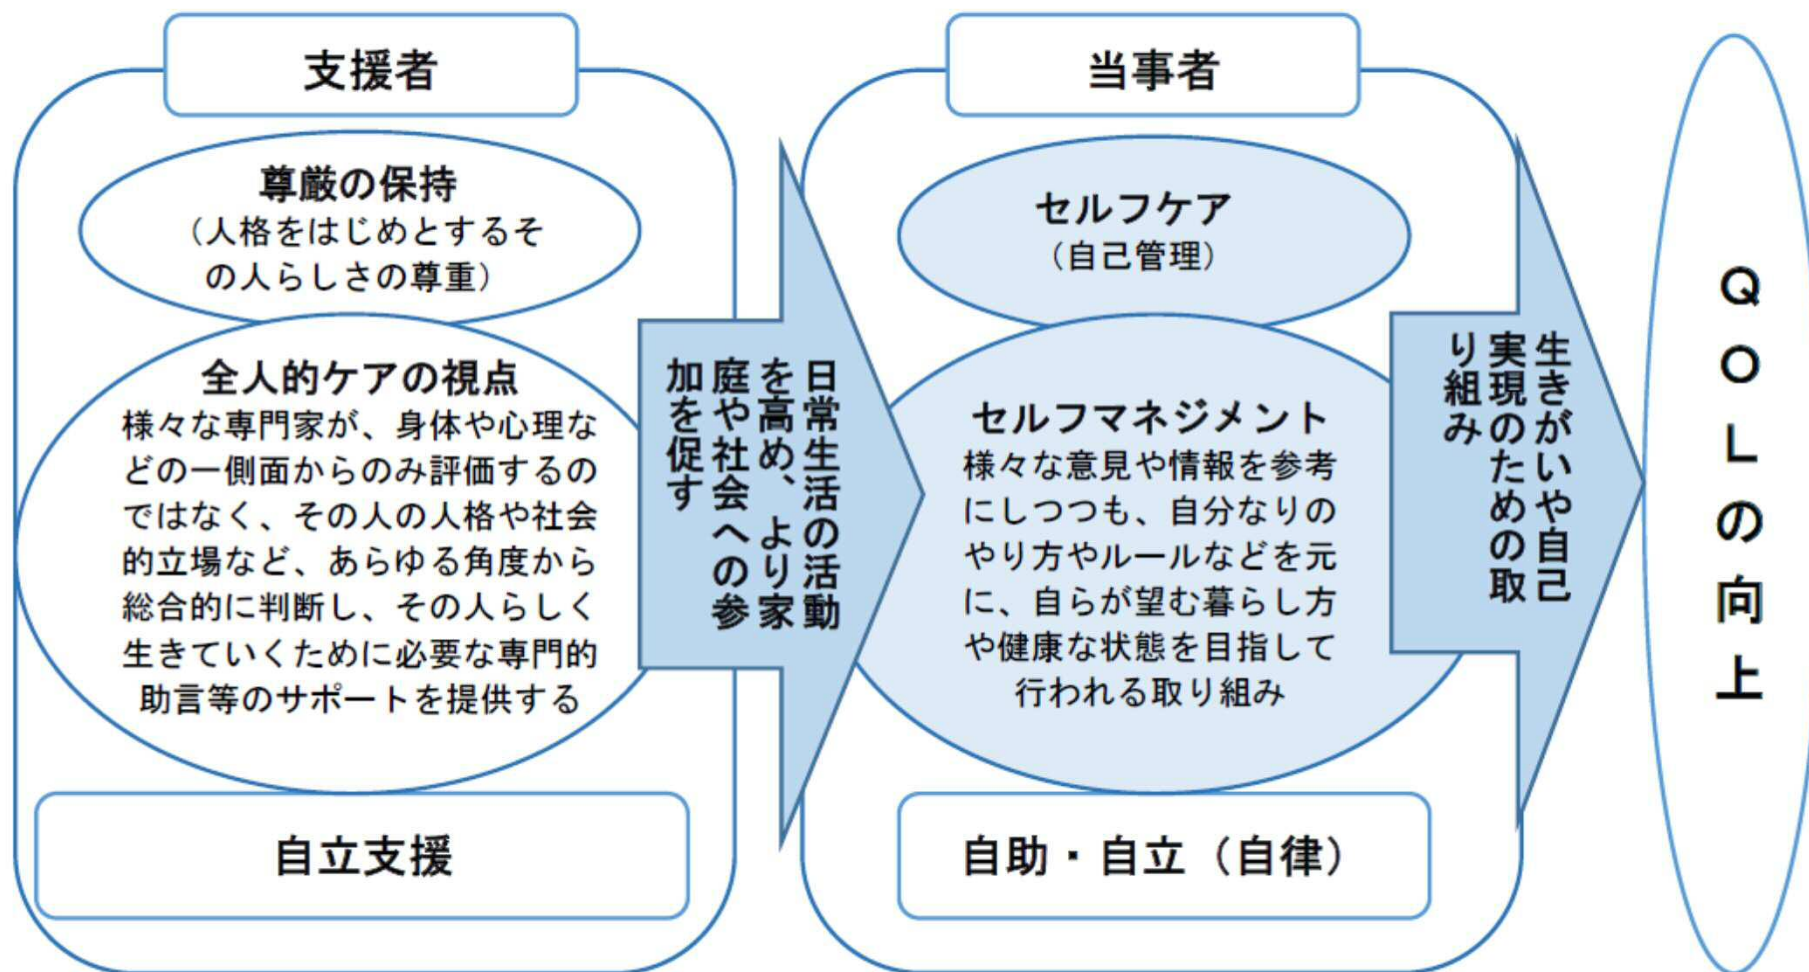 支援者
尊厳の保持
（人格をはじめとするそ
の人らしさの尊重）
全人的ケアの視点
様々な専門家が、身体や心理な
どの一側面からのみ評価するの
ではなく、その人の人格や社会
的立場など、あらゆる角度から
総合的に判断し、その人らしく
生きていくために必要な専門的
助言等のサポートを提供する
自立支援
日常生活の活動
を高め、より家
庭や社会への参
加を促す
当事者
セルフケア
（自己管理）
セルフマネジメント
様々な意見や情報を参考
にしつつも、自分なりの
やり方やルールなどを元
に、自らが望む暮らし方
や健康な状態を目指して
行われる取り組み
自助・自立（自律）
生きがいや自己
実現のための取
り組み
ＱＯＬの向上